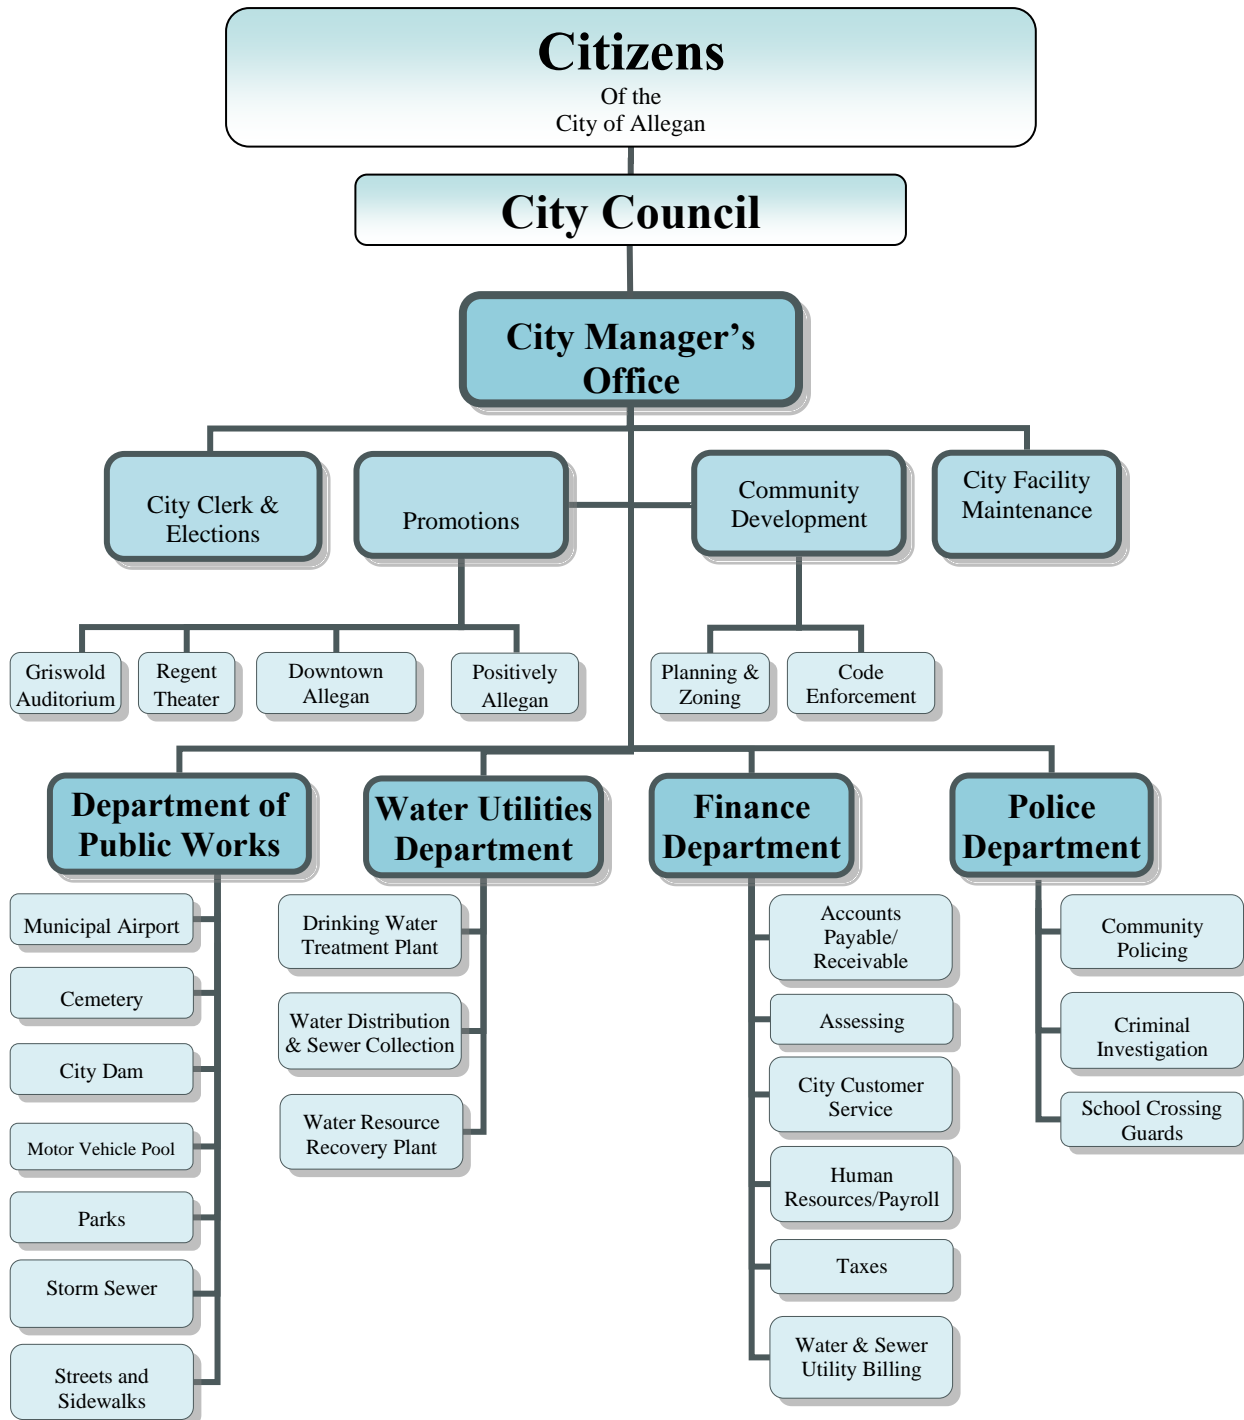 Citizens
Of the
City of Allegan
City Council
City Manager’s
Office
City Clerk &
Elections
Promotions
Community
Development
City Facility
Maintenance
Griswold
Auditorium
Regent
Theater
Downtown
Allegan
Positively
Allegan
Planning &
Zoning
Code
Enforcement
Department of
Public Works
Municipal Airport
Cemetery
City Dam
Motor Vehicle Pool
Parks
Storm Sewer
Streets and
Sidewalks
Water Utilities
Department
Drinking Water
Treatment Plant
Water Distribution
& Sewer Collection
Water Resource
Recovery Plant
Finance
Department
Accounts
Payable/
Receivable
Assessing
City Customer
Service
Human
Resources/Payroll
Taxes
Water & Sewer
Utility Billing
Police
Department
Community
Policing
Criminal
Investigation
School Crossing
Guards